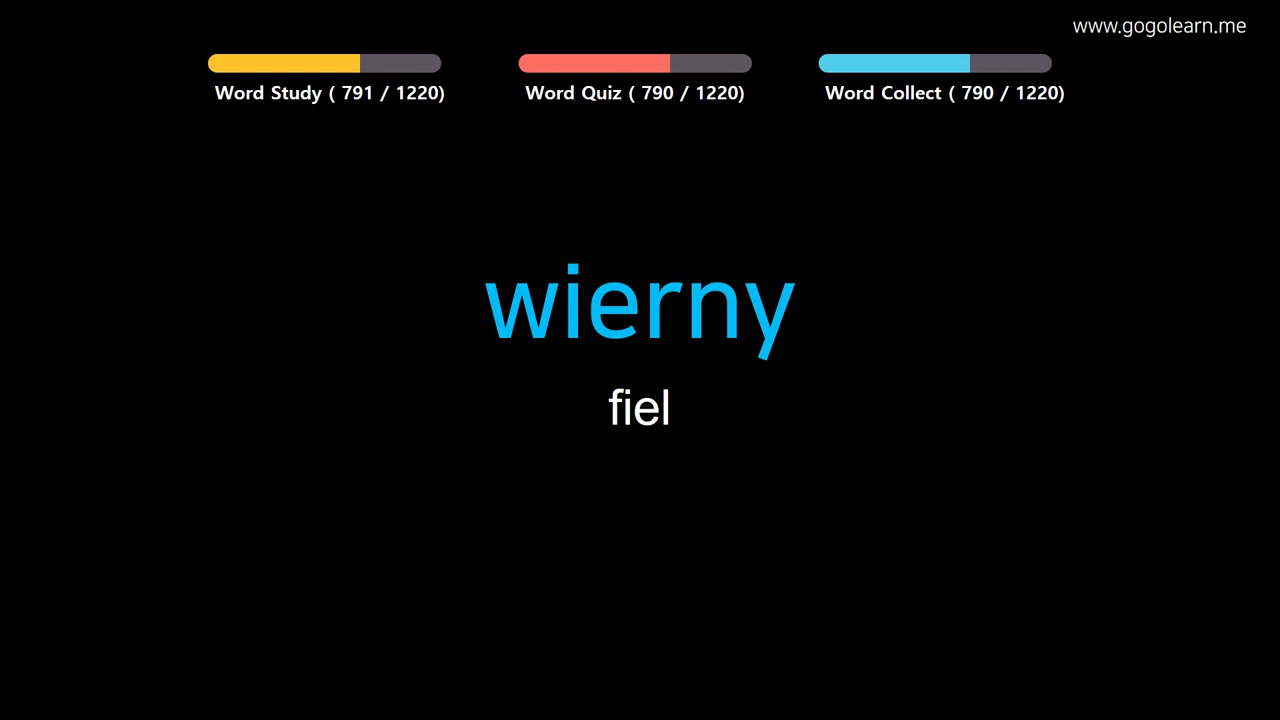 www.gogolearn.me
Word Study ( 791 / 1220)
Word Quiz ( 790 / 1220)
Word Collect ( 790 / 1220)
wierny
fiel